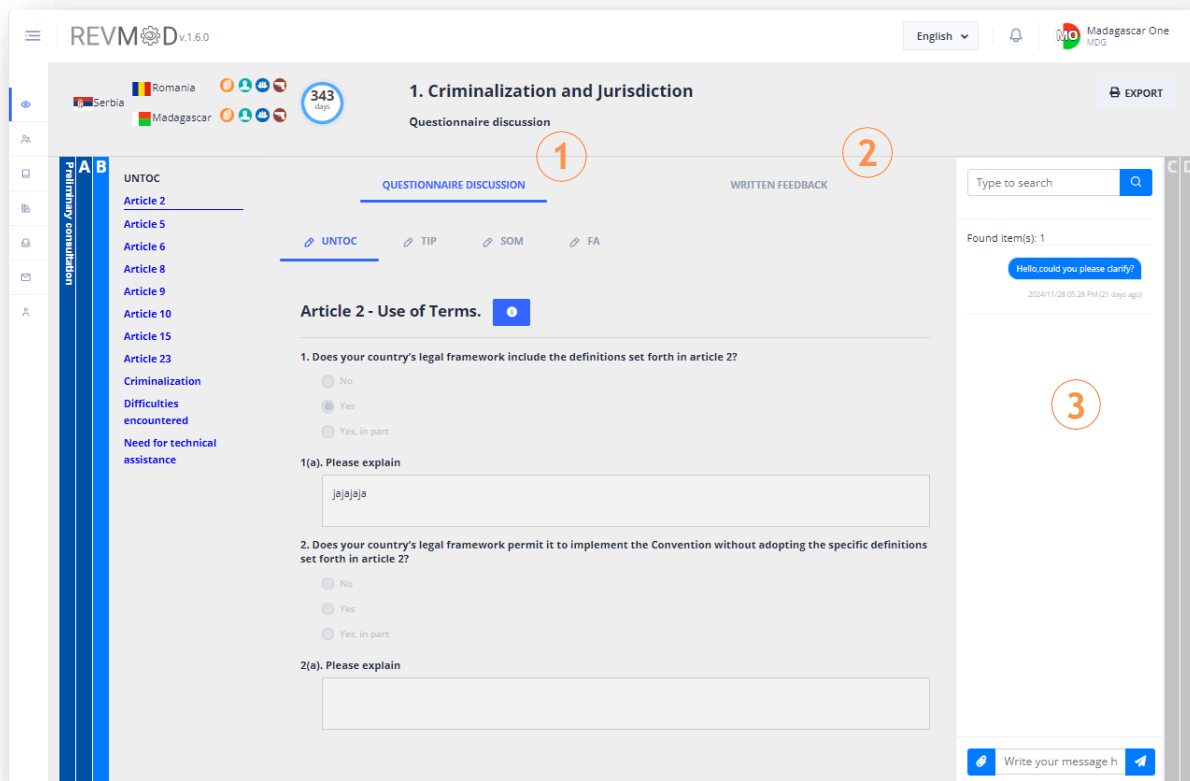 REVMOD v.1.6.0
English
MO
Madagascar One
MDG
Serbia
Romania
Madagascar
343
days
1. Criminalization and Jurisdiction
Questionnaire discussion
EXPORT
1
2
Preliminary consultation
A
B
UNTOC
Article 2
Article 5
Article 6
Article 8
Article 9
Article 10
Article 15
Article 23
Criminalization
Difficulties
encountered
Need for technical
assistance
QUESTIONNAIRE DISCUSSION
WRITTEN FEEDBACK
UNTOC
TIP
SOM
FA
Article 2 - Use of Terms.
1. Does your country's legal framework include the definitions set forth in article 2?
No
Yes
Yes, in part
1(a). Please explain
jajajaja
2. Does your country's legal framework permit it to implement the Convention without adopting the specific definitions
set forth in article 2?
No
Yes
Yes, in part
2(a). Please explain
Type to search
Found item(s): 1
Hello,could you please clarify?
2024/11/28 05:28 PM (21 days ago)
3
Write your message h
C
D